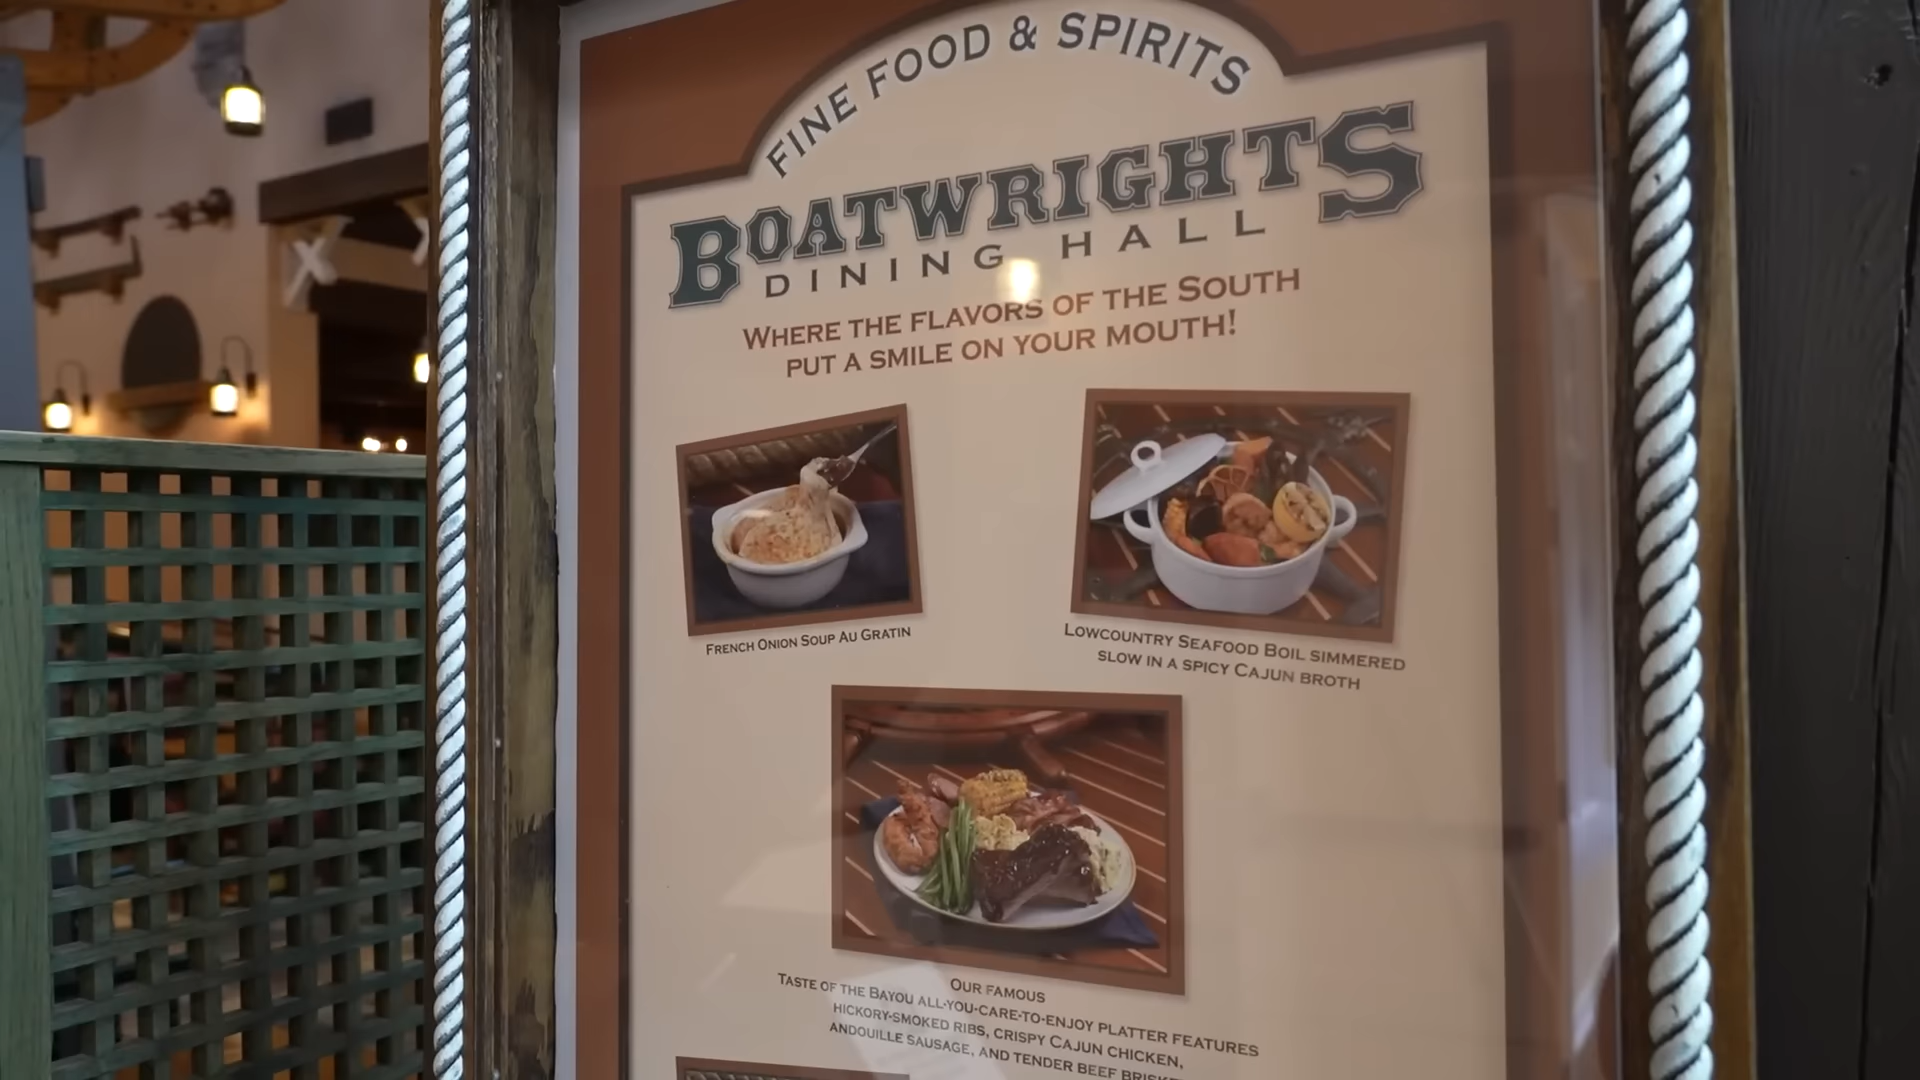 FINE FOOD & SPIRITS
BOATWRIGHTS
DINING HALL
WHERE THE FLAVORS OF THE SOUTH
PUT A SMILE ON YOUR MOUTH!
FRENCH ONION SOUP AU GRATIN
LOWCOUNTRY SEAFOOD BOIL SIMMERED
SLOW IN A SPICY CAJUN BROTH
OUR FAMOUS
TASTE OF THE BAYOU ALL-YOU-CARE-TO-ENJOY PLATTER FEATURES
HICKORY-SMOKED RIBS, CRISPY CAJUN CHICKEN,
ANDOUILLE SAUSAGE, AND TENDER BEEF